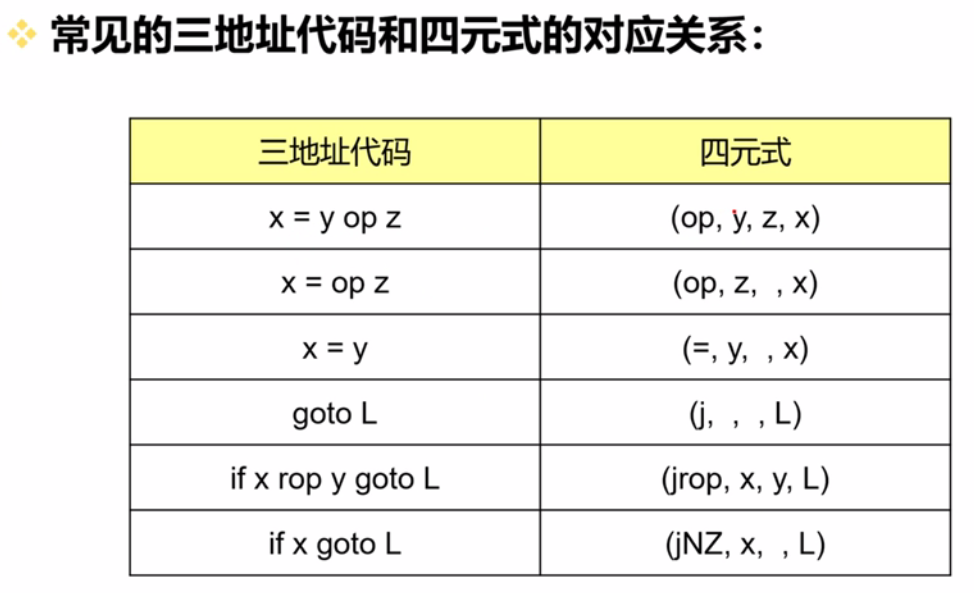 常见的三地址代码和四元式的对应关系：
三地址代码 四元式
x = y op z (op, y, z, x)
x = op z (op, z,  , x)
x = y (=, y,  , x)
goto L (j,  ,  , L)
if x rop y goto L (jrop, x, y, L)
if x goto L (jNZ, x,  , L)